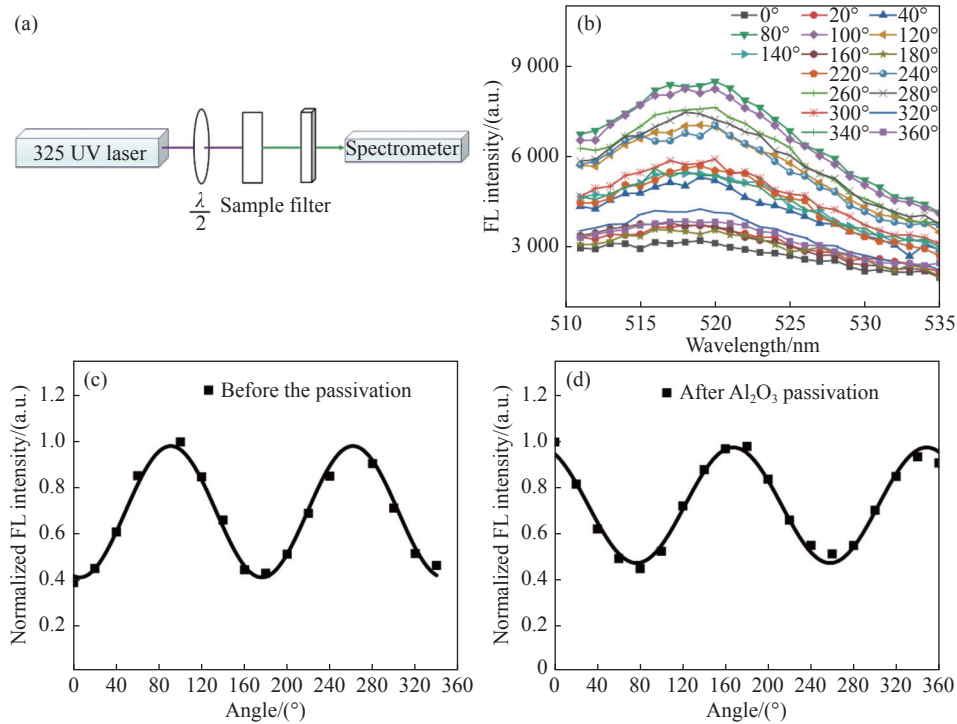 (a)
325 UV laser
λ/2
Sample filter
Spectrometer
(b)
0° 20° 40°
80° 100° 120°
140° 160° 180°
220° 240°
260° 280°
300° 320°
340° 360°
9 000
6 000
3 000
FL intensity/(a.u.)
510 515 520 525 530 535
Wavelength/nm
(c)
Before the passivation
1.2
1.0
0.8
0.6
0.4
0.2
Normalized FL intensity/(a.u.)
0 40 80 120 160 200 240 280 320 360
Angle/(°)
(d)
After Al₂O₃ passivation
1.2
1.0
0.8
0.6
0.4
0.2
0
Normalized FL intensity/(a.u.)
0 40 80 120 160 200 240 280 320 360
Angle/(°)